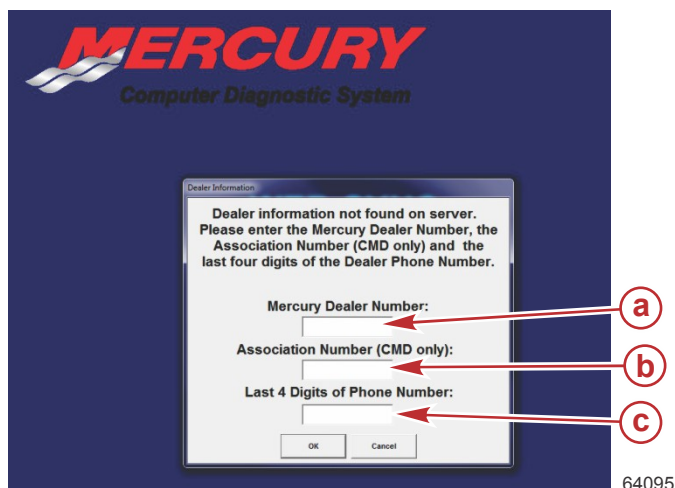 MERCURY
Computer Diagnostic System
Dealer Information
Dealer information not found on server.
Please enter the Mercury Dealer Number, the
Association Number (CMD only) and the
last four digits of the Dealer Phone Number.
Mercury Dealer Number:
a
Association Number (CMD only):
b
Last 4 Digits of Phone Number:
c
OK Cancel
64095